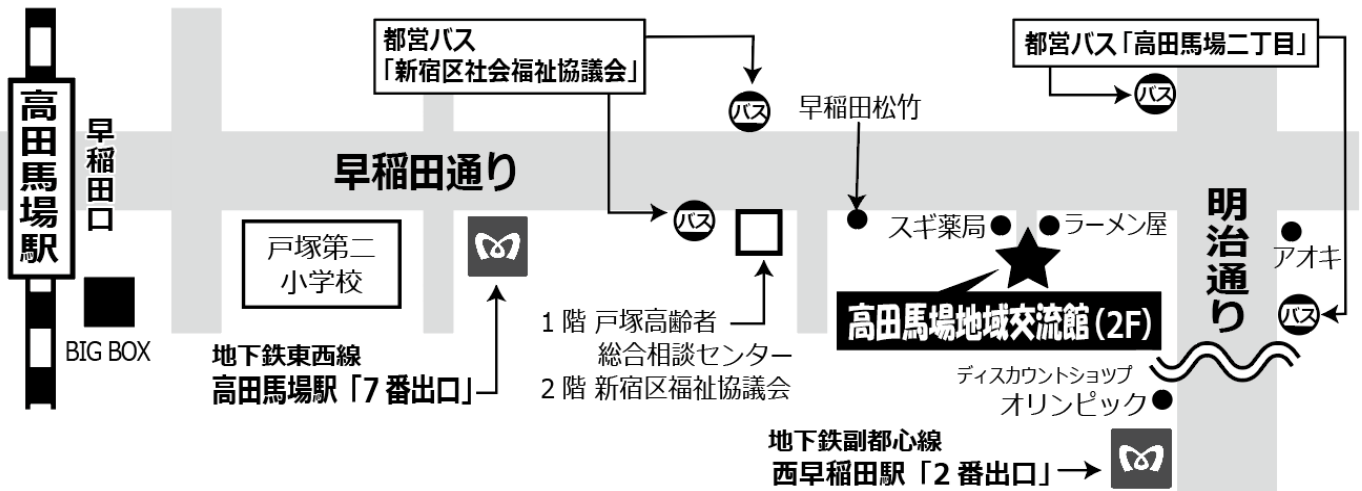 高田馬場駅
早稲田口
BIG BOX
早稲田通り
都営バス
「新宿区社会福祉協議会」
バス
バス
早稲田松竹
都営バス「高田馬場二丁目」
バス
バス
戸塚第二
小学校
地下鉄東西線
高田馬場駅「7番出口」
1階 戸塚高齢者
総合相談センター
2階 新宿区福祉協議会
スギ薬局
ラーメン屋
高田馬場地域交流館(2F)
明治通り
アオキ
ディスカウントショップ
オリンピック
地下鉄副都心線
西早稲田駅「2番出口」